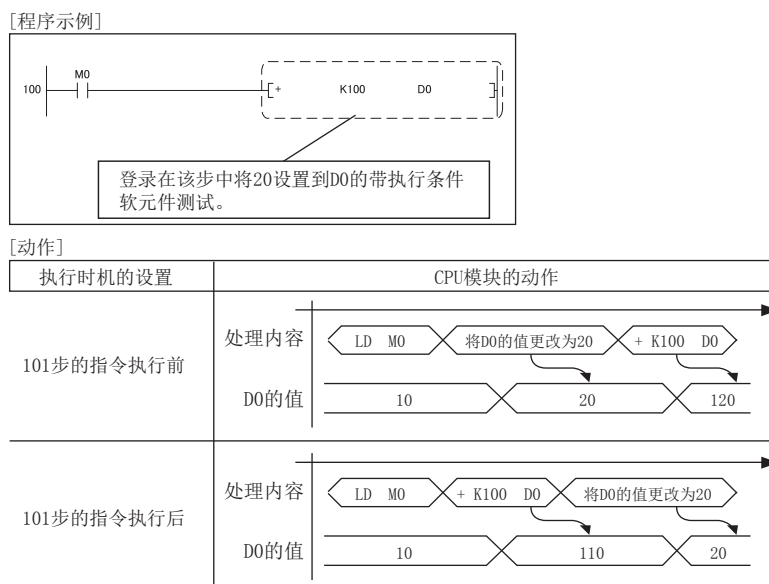 [程序示例]
M0
100
+ K100 D0
登录在该步中将20设置到D0的带执行条件
软元件测试。
[动作]
执行时机的设置 CPU模块的动作
101步的指令执行前
处理内容 LD M0 将D0的值更改为20 + K100 D0
D0的值 10 20 120
101步的指令执行后
处理内容 LD M0 + K100 D0 将D0的值更改为20
D0的值 10 110 20